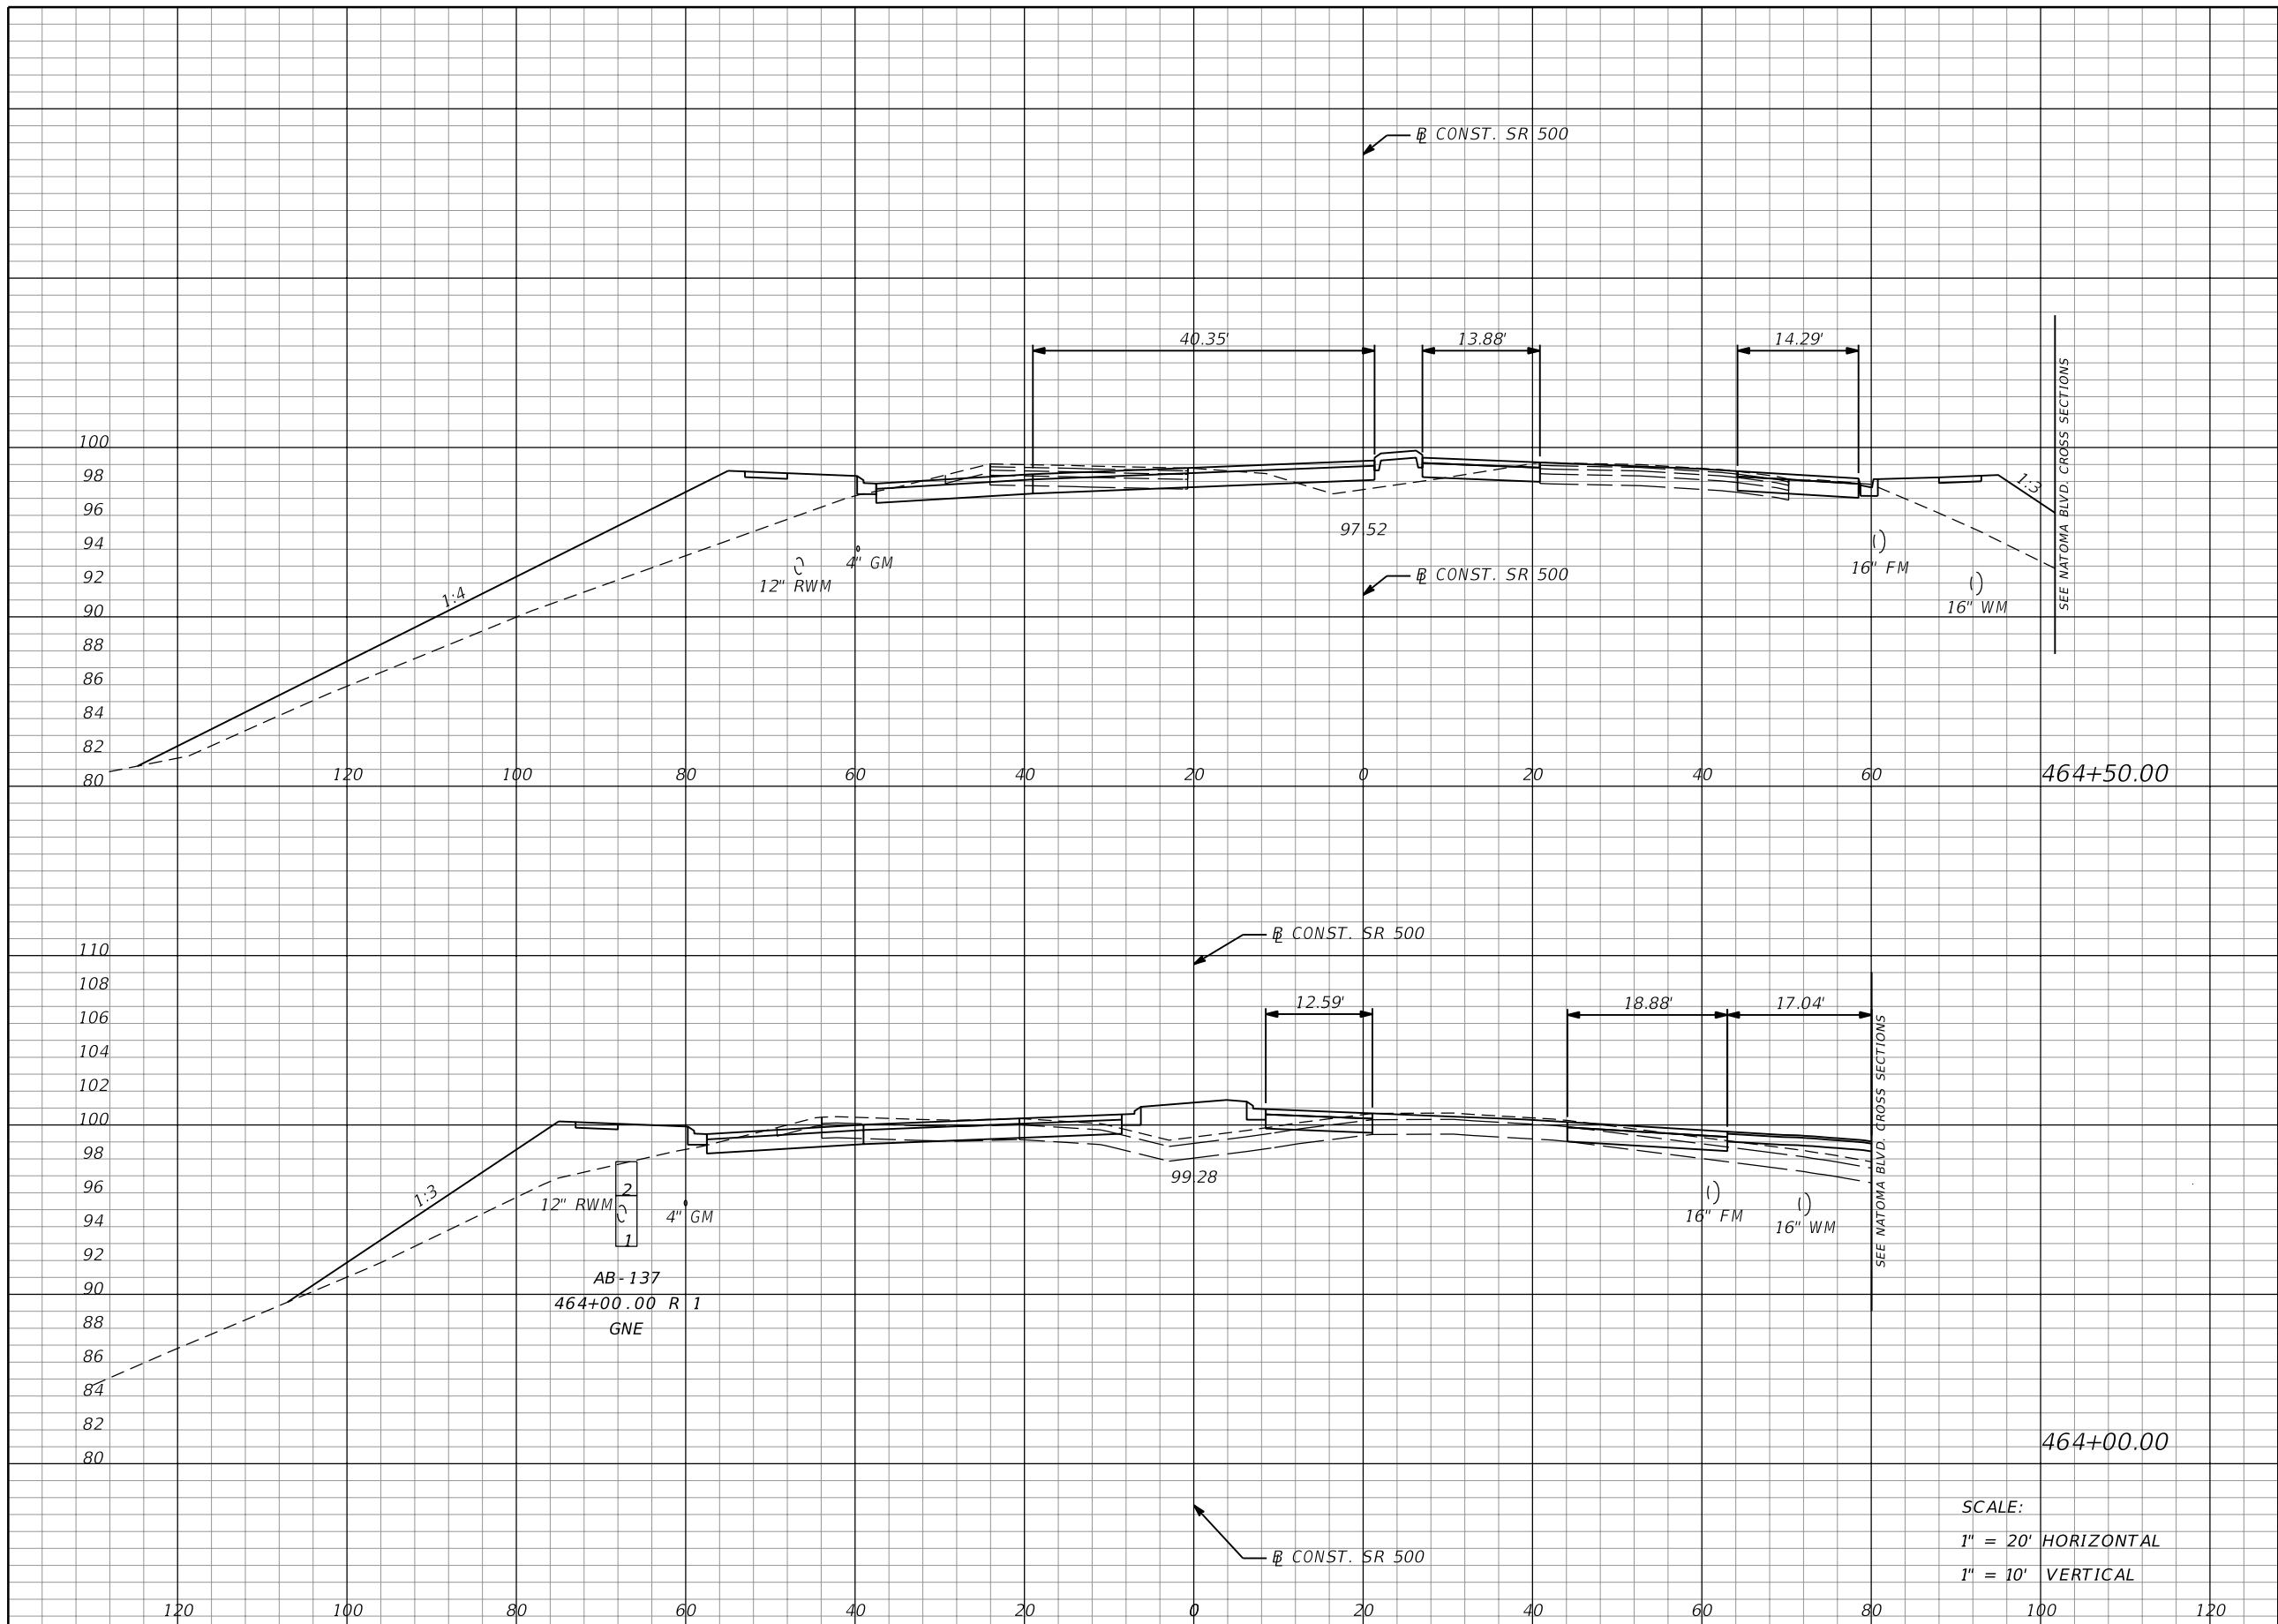 ℄ CONST. SR 500
40.35'
13.88'
14.29'
SEE NATOMA BLVD. CROSS SECTIONS
100
98
96
94
92
90
88
86
84
82
80
1:4
1:3
97.52
12" RWM
4" GM
16" FM
16" WM
℄ CONST. SR 500
120 100 80 60 40 20 0 20 40 60
464+50.00
℄ CONST. SR 500
12.59'
18.88'
17.04'
SEE NATOMA BLVD. CROSS SECTIONS
110
108
106
104
102
100
98
96
94
92
90
88
86
84
82
80
1:3
99.28
2
12" RWM
4" GM
1
16" FM
16" WM
AB-137
464+00.00 R 1
GNE
464+00.00
℄ CONST. SR 500
SCALE:
1" = 20' HORIZONTAL
1" = 10' VERTICAL
120 100 80 60 40 20 0 20 40 60 80 100 120